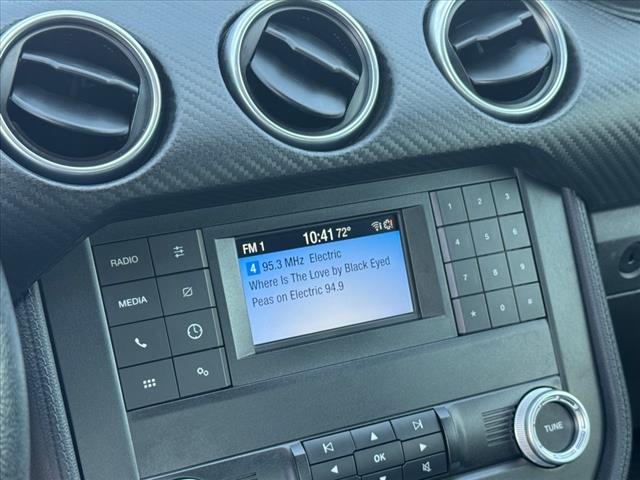 FM 1 10:41 72°
4 95.3 MHz Electric
Where Is The Love by Black Eyed
Peas on Electric 94.9
RADIO
MEDIA
1 2 3
4 5 6
7 8 9
* 0 #
OK
TUNE